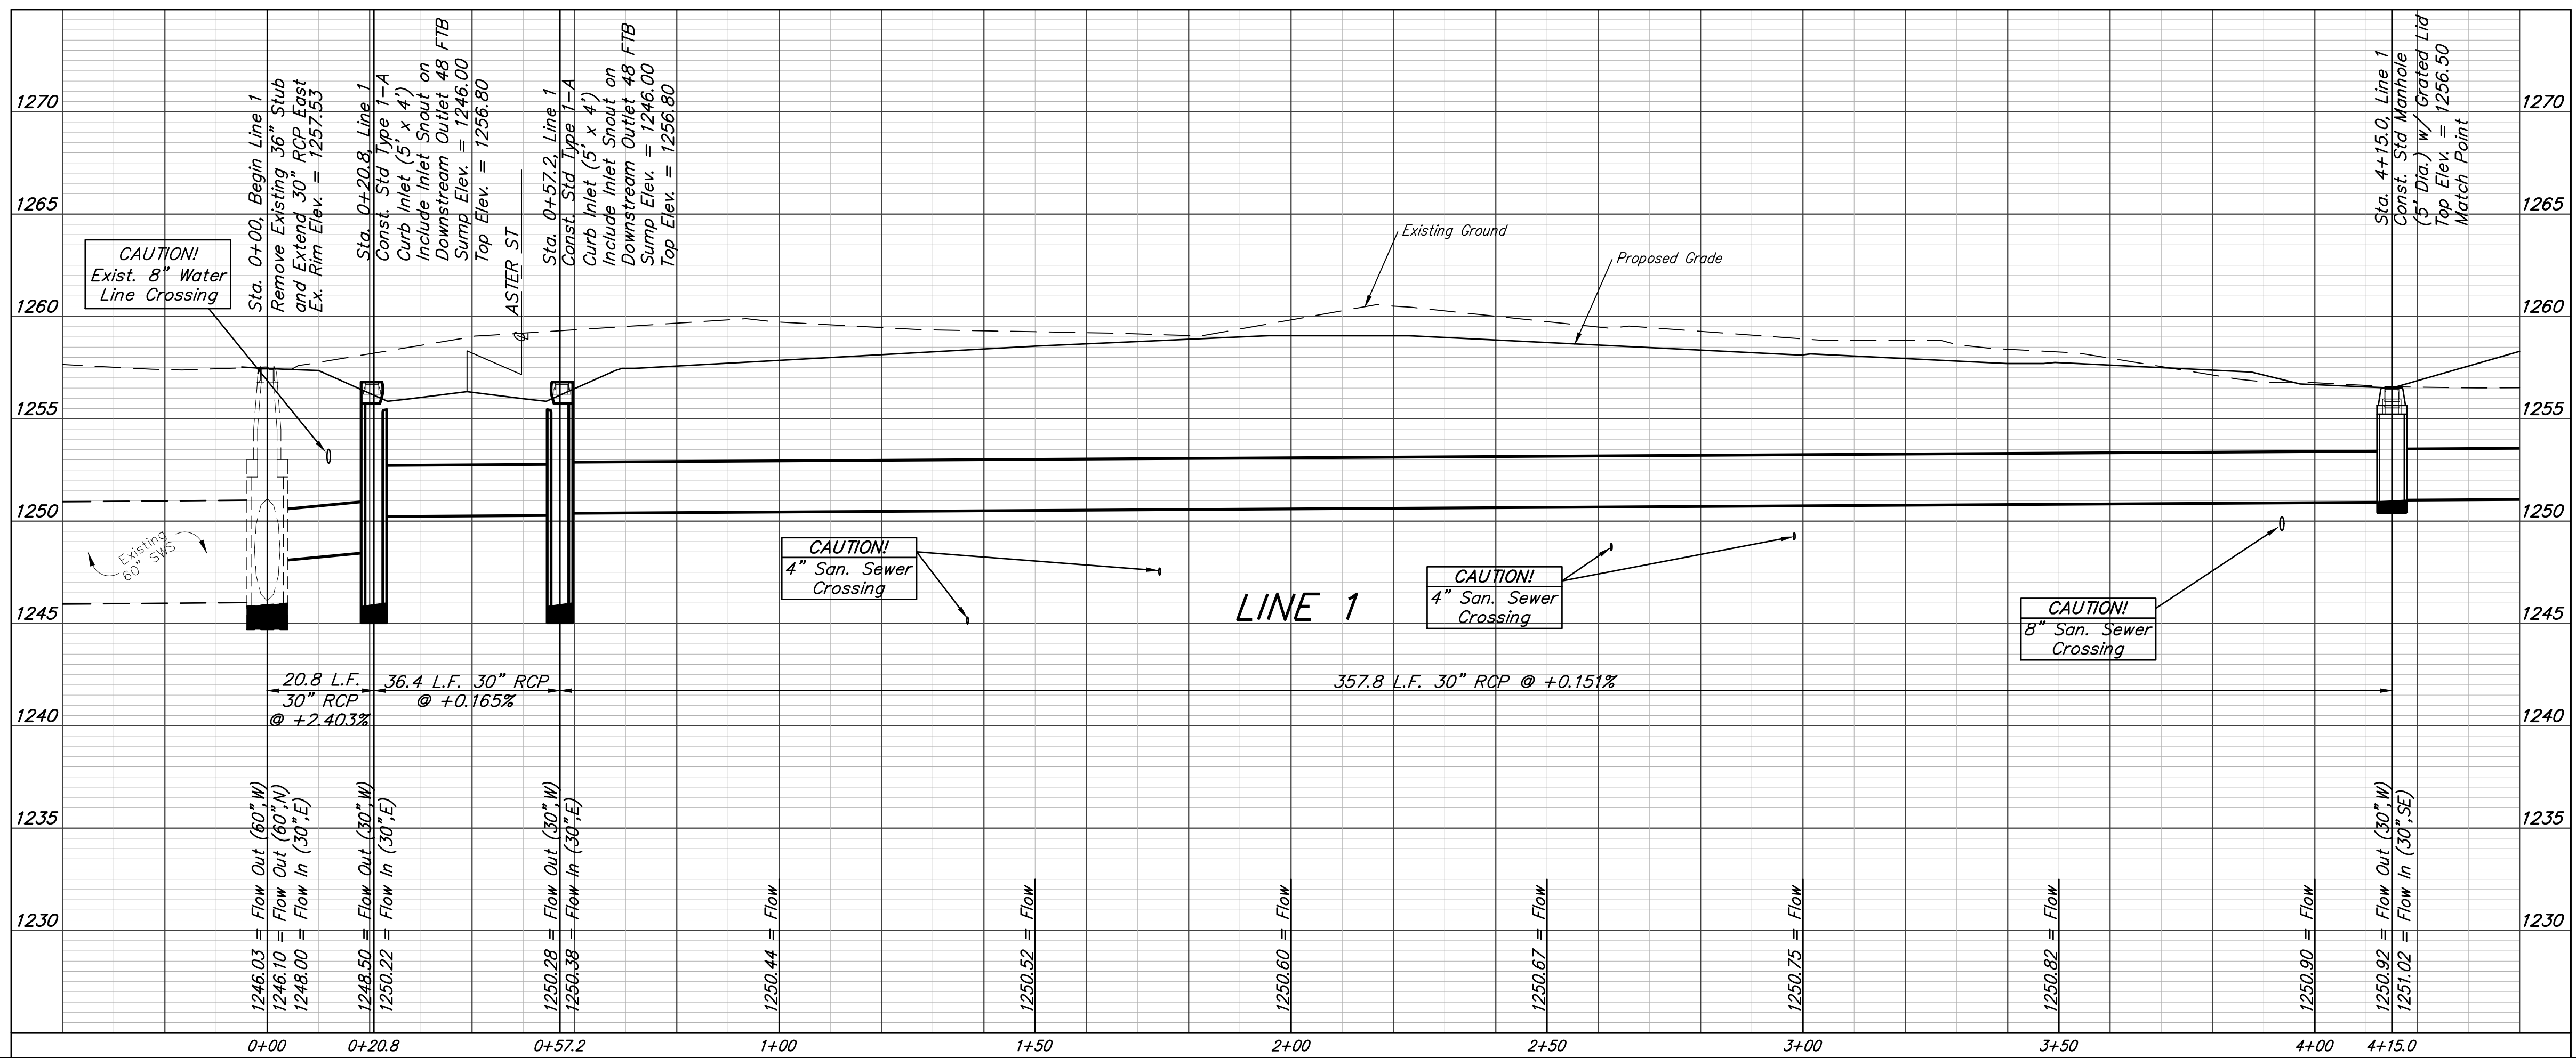 Sta. 0+00, Begin Line 1
Remove Existing 36" Stub
and Extend 30" RCP East
Ex. Rim Elev. = 1257.53
Sta. 0+20.8, Line 1
Const. Std Type 1-A
Curb Inlet (5' x 4')
Include Inlet Snout on
Downstream Outlet 48 FTB
Sump Elev. = 1246.00
Top Elev. = 1256.80
ASTER ST
Sta. 0+57.2, Line 1
Const. Std Type 1-A
Curb Inlet (5' x 4')
Include Inlet Snout on
Downstream Outlet 48 FTB
Sump Elev. = 1246.00
Top Elev. = 1256.80
Sta. 4+15.0, Line 1
Const. Std Manhole
(5' Dia.) w/ Grated Lid
Top Elev. = 1256.50
Match Point
1270
1265
1260
1255
1250
1245
1240
1235
1230
1270
1265
1260
1255
1250
1245
1240
1235
1230
CAUTION!
Exist. 8" Water
Line Crossing
Existing Ground
Proposed Grade
Existing
60" SWS
CAUTION!
4" San. Sewer
Crossing
LINE 1
CAUTION!
4" San. Sewer
Crossing
CAUTION!
8" San. Sewer
Crossing
20.8 L.F.
30" RCP
@ +2.403%
36.4 L.F. 30" RCP
@ +0.165%
357.8 L.F. 30" RCP @ +0.151%
1246.03 = Flow Out (60",W)
1246.10 = Flow Out (60",N)
1248.00 = Flow In (30",E)
1248.50 = Flow Out (30",W)
1250.22 = Flow In (30",E)
1250.28 = Flow Out (30",W)
1250.38 = Flow In (30",E)
1250.44 = Flow
1250.52 = Flow
1250.60 = Flow
1250.67 = Flow
1250.75 = Flow
1250.82 = Flow
1250.90 = Flow
1250.92 = Flow Out (30",W)
1251.02 = Flow In (30",SE)
0+00
0+20.8
0+57.2
1+00
1+50
2+00
2+50
3+00
3+50
4+00
4+15.0